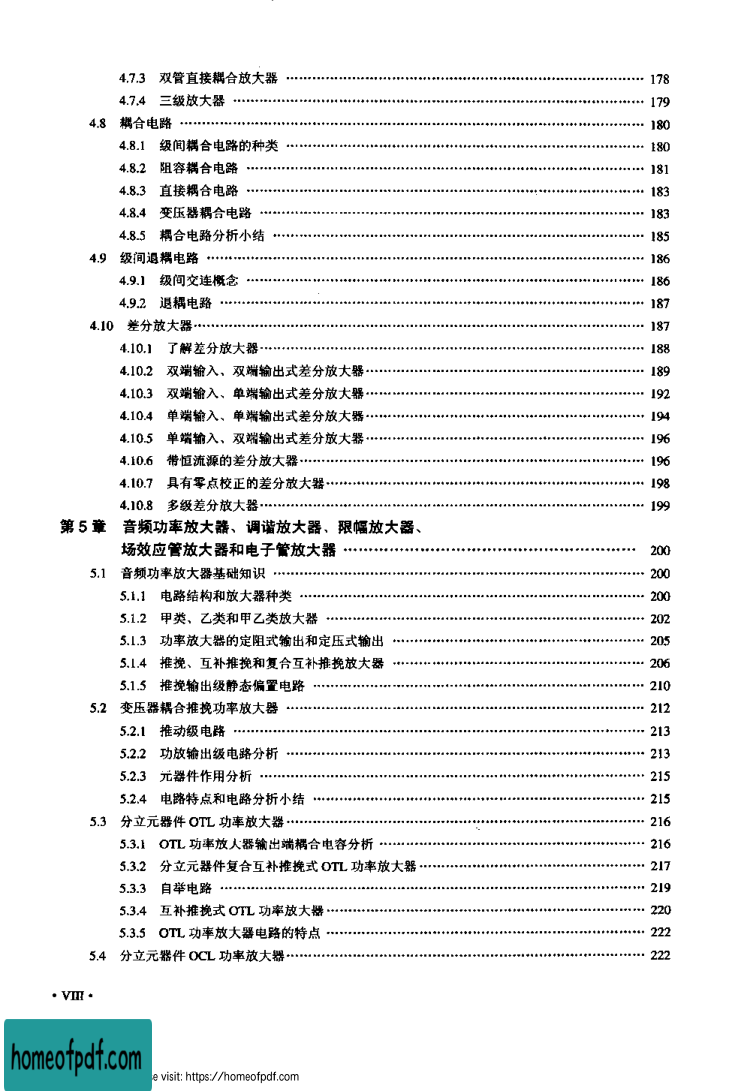 4.7.3 双管直接耦合放大器 …… 178
4.7.4 三级放大器 …… 179
4.8 耦合电路 …… 180
4.8.1 级间耦合电路的种类 …… 180
4.8.2 阻容耦合电路 …… 181
4.8.3 直接耦合电路 …… 183
4.8.4 变压器耦合电路 …… 183
4.8.5 耦合电路分析小结 …… 185
4.9 级间退耦电路 …… 186
4.9.1 级间交连概念 …… 186
4.9.2 退耦电路 …… 187
4.10 差分放大器 …… 187
4.10.1 了解差分放大器 …… 188
4.10.2 双端输入、双端输出式差分放大器 …… 189
4.10.3 双端输入、单端输出式差分放大器 …… 192
4.10.4 单端输入、单端输出式差分放大器 …… 194
4.10.5 单端输入、双端输出式差分放大器 …… 196
4.10.6 带恒流源的差分放大器 …… 196
4.10.7 具有零点校正的差分放大器 …… 198
4.10.8 多级差分放大器 …… 199
第5章 音频功率放大器、调谐放大器、限幅放大器、
场效应管放大器和电子管放大器 …… 200
5.1 音频功率放大器基础知识 …… 200
5.1.1 电路结构和放大器种类 …… 200
5.1.2 甲类、乙类和甲乙类放大器 …… 202
5.1.3 功率放大器的定阻式输出和定压式输出 …… 205
5.1.4 推挽、互补推挽和复合互补推挽放大器 …… 206
5.1.5 推挽输出级静态偏置电路 …… 210
5.2 变压器耦合推挽功率放大器 …… 212
5.2.1 推动级电路 …… 213
5.2.2 功放输出级电路分析 …… 213
5.2.3 元器件作用分析 …… 215
5.2.4 电路特点和电路分析小结 …… 215
5.3 分立元器件 OTL 功率放大器 …… 216
5.3.1 OTL 功率放大器输出端耦合电容分析 …… 216
5.3.2 分立元器件复合互补推挽式 OTL 功率放大器 …… 217
5.3.3 自举电路 …… 219
5.3.4 互补推挽式 OTL 功率放大器 …… 220
5.3.5 OTL 功率放大器电路的特点 …… 222
5.4 分立元器件 OCL 功率放大器 …… 222
• VIII •
homeofpdf.com
e visit: https://homeofpdf.com